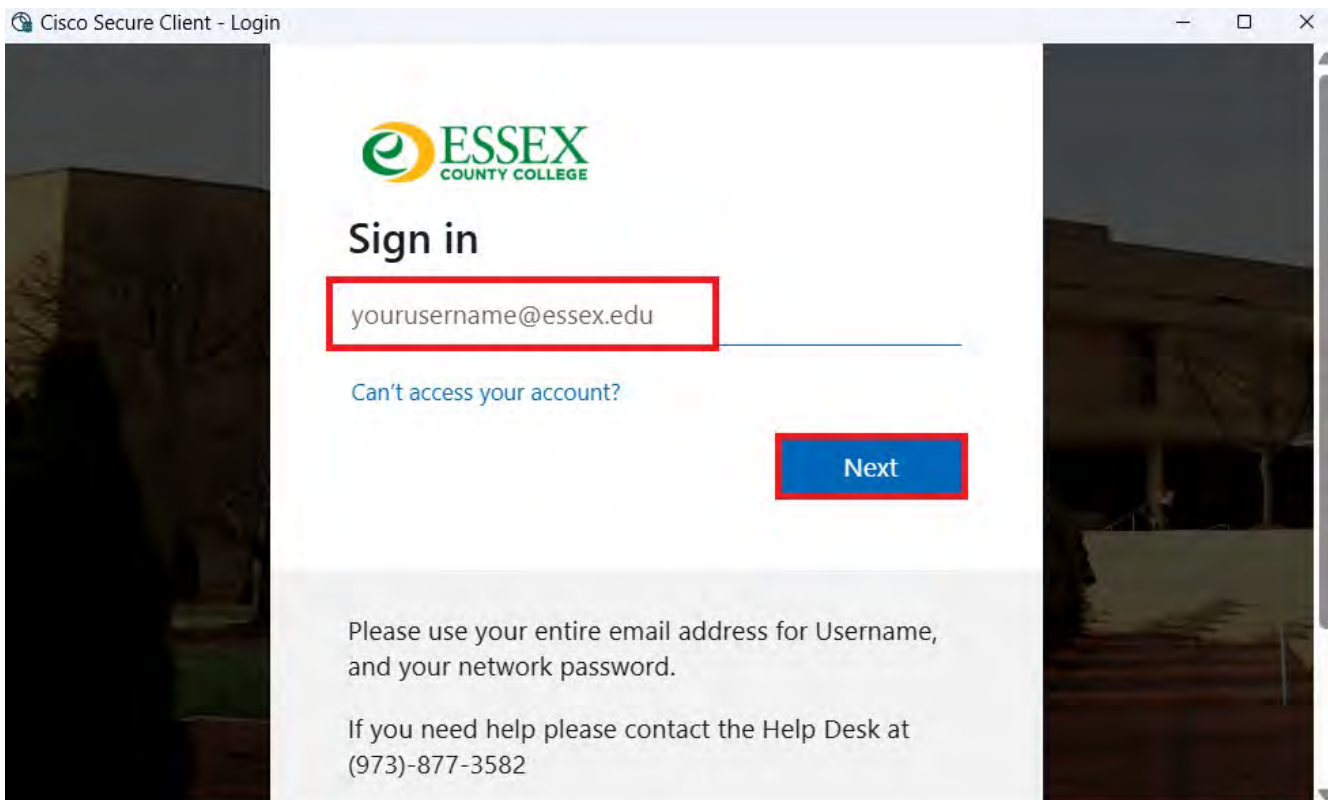 Cisco Secure Client - Login
ESSEX
COUNTY COLLEGE
Sign in
yourusername@essex.edu
Can't access your account?
Next
Please use your entire email address for Username,
and your network password.
If you need help please contact the Help Desk at
(973)-877-3582